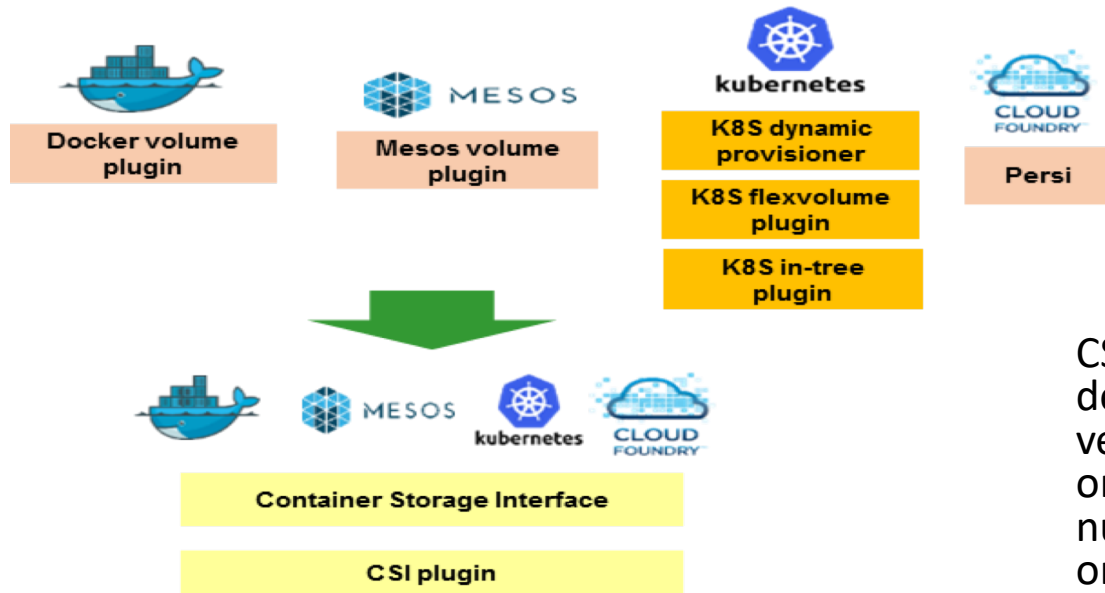 MESOS
kubernetes
CLOUD
FOUNDRY
Docker volume
plugin
Mesos volume
plugin
K8S dynamic
provisioner
K8S flexvolume
plugin
K8S in-tree
plugin
Persi
MESOS
kubernetes
CLOUD
FOUNDRY
Container Storage Interface
CSI plugin